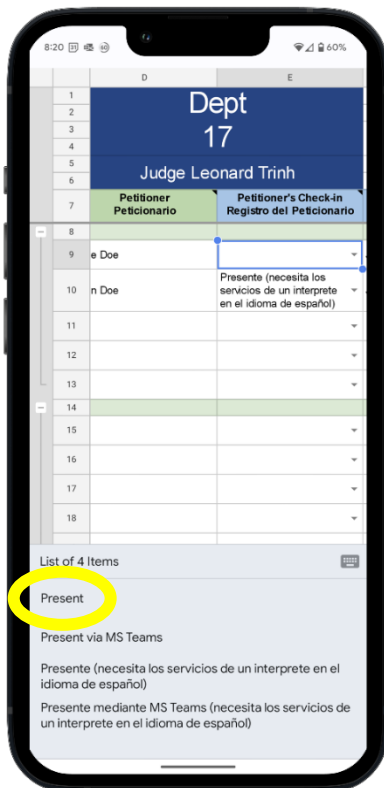 8:20 31 60%
D E
1
2
3
4
5
6
Dept
17
Judge Leonard Trinh
7 Petitioner Petitioner's Check-in
Peticionario Registro del Peticionario
8
9 e Doe
Presente (necesita los
10 n Doe servicios de un interprete
en el idioma de español)
11
12
13
14
15
16
17
18
List of 4 Items
Present
Present via MS Teams
Presente (necesita los servicios de un interprete en el
idioma de español)
Presente mediante MS Teams (necesita los servicios de
un interprete en el idioma de español)